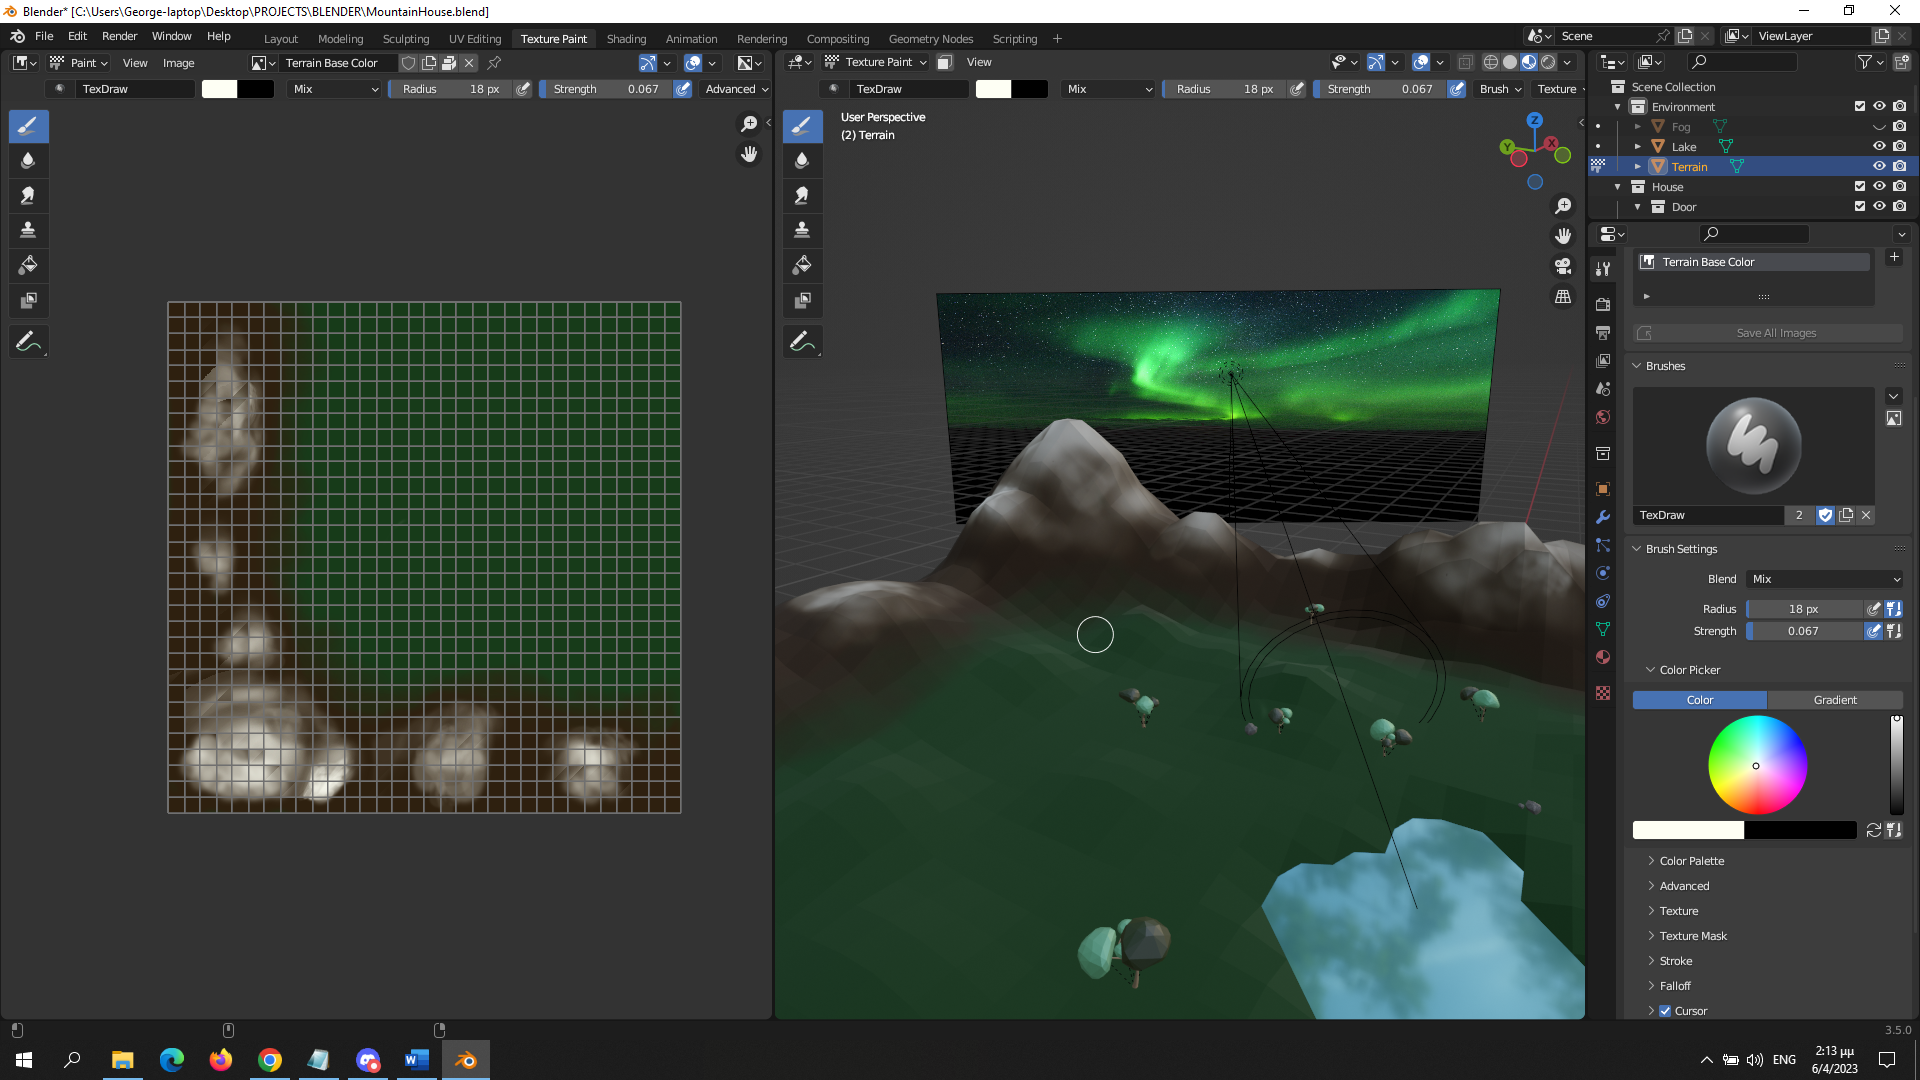 Blender* [C:\Users\George-laptop\Desktop\PROJECTS\BLENDER\MountainHouse.blend]
File Edit Render Window Help Layout Modeling Sculpting UV Editing Texture Paint Shading Animation Rendering Compositing Geometry Nodes Scripting Scene ViewLayer
Paint View Image Terrain Base Color Texture Paint View
TexDraw Mix Radius 18 px Strength 0.067 Advanced TexDraw Mix Radius 18 px Strength 0.067 Brush Texture
Scene Collection
Environment
Fog
Lake
Terrain
House
Door
User Perspective
(2) Terrain
Z
Y
X
Terrain Base Color
Save All Images
Brushes
TexDraw 2
Brush Settings
Blend Mix
Radius 18 px
Strength 0.067
Color Picker
Color Gradient
Color Palette
Advanced
Texture
Texture Mask
Stroke
Falloff
Cursor
3.5.0
ENG 2:13 μμ
6/4/2023